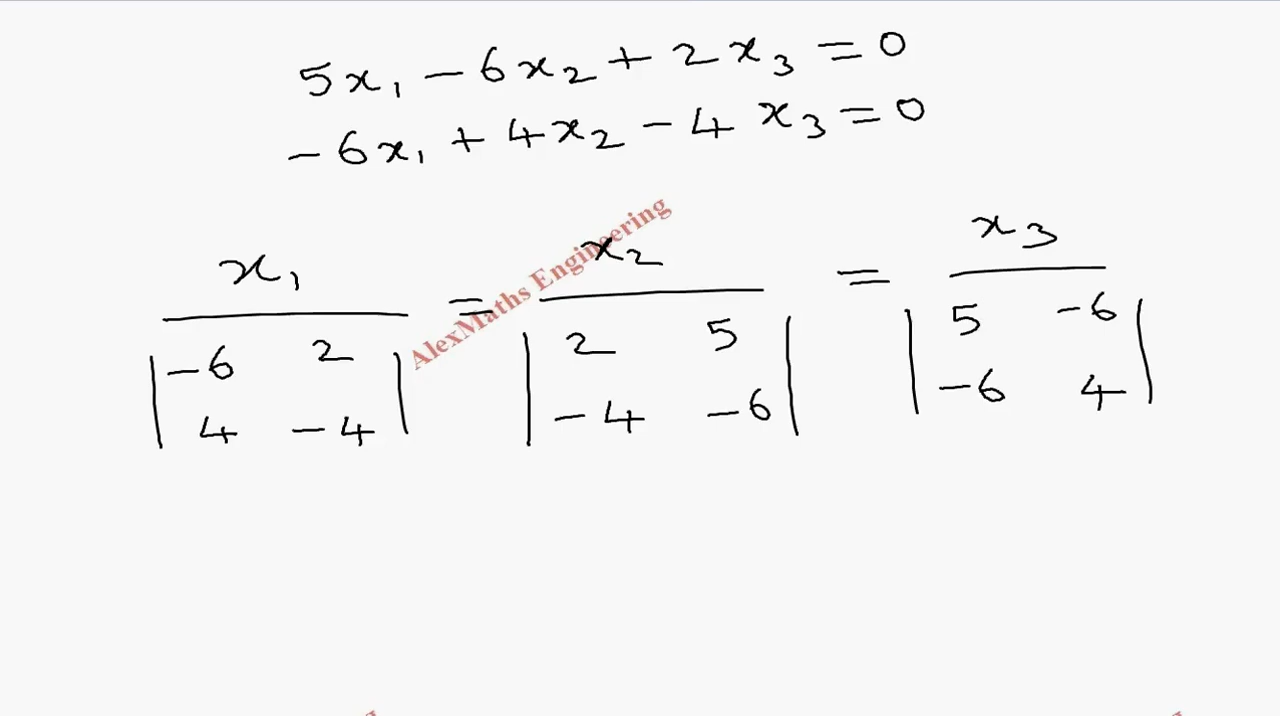 5x₁ − 6x₂ + 2x₃ = 0
−6x₁ + 4x₂ − 4x₃ = 0
x₁ = x₂ = x₃
|−6 2| |2 5| |5 −6|
|4 −4| |−4 −6| |−6 4|
AlexMaths Engineering